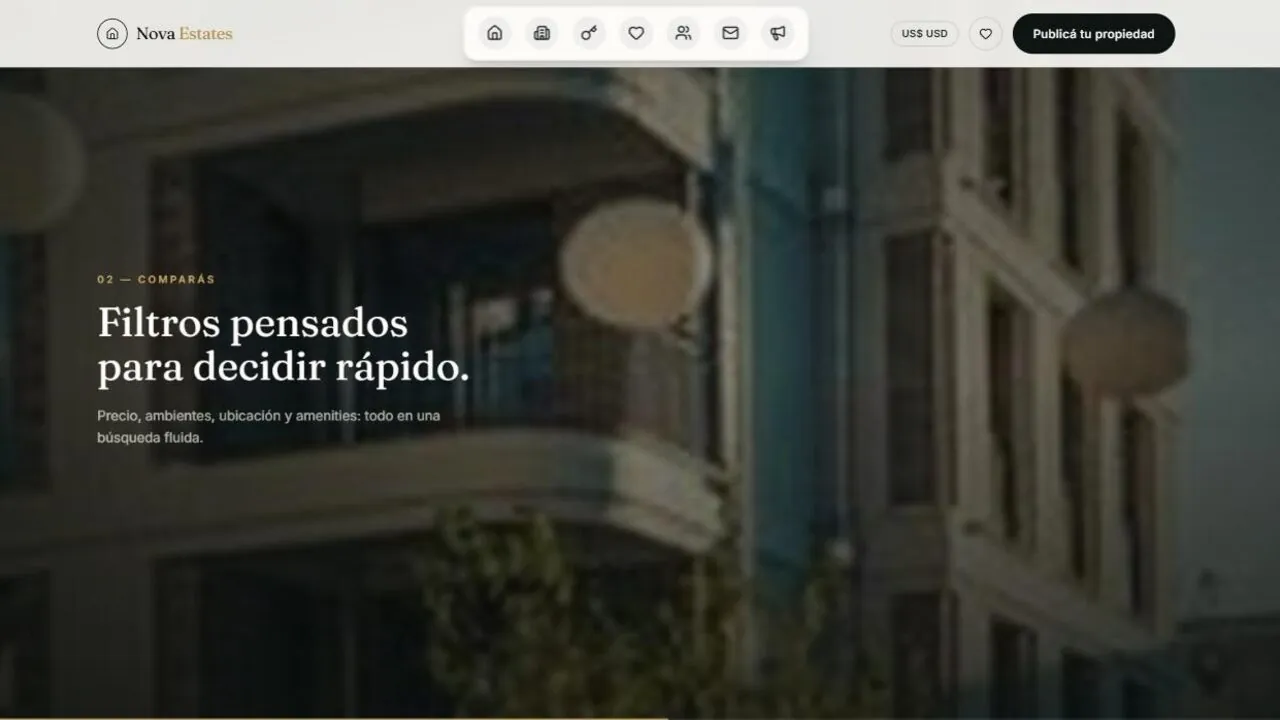 Nova Estates
US$ USD
Publicá tu propiedad
02 — COMPARÁS
Filtros pensados
para decidir rápido.
Precio, ambientes, ubicación y amenities: todo en una
búsqueda fluida.